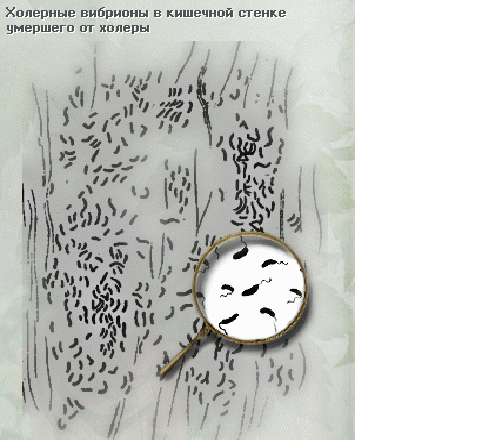 Холерные вибрионы в кишечной стенке
умершего от холеры